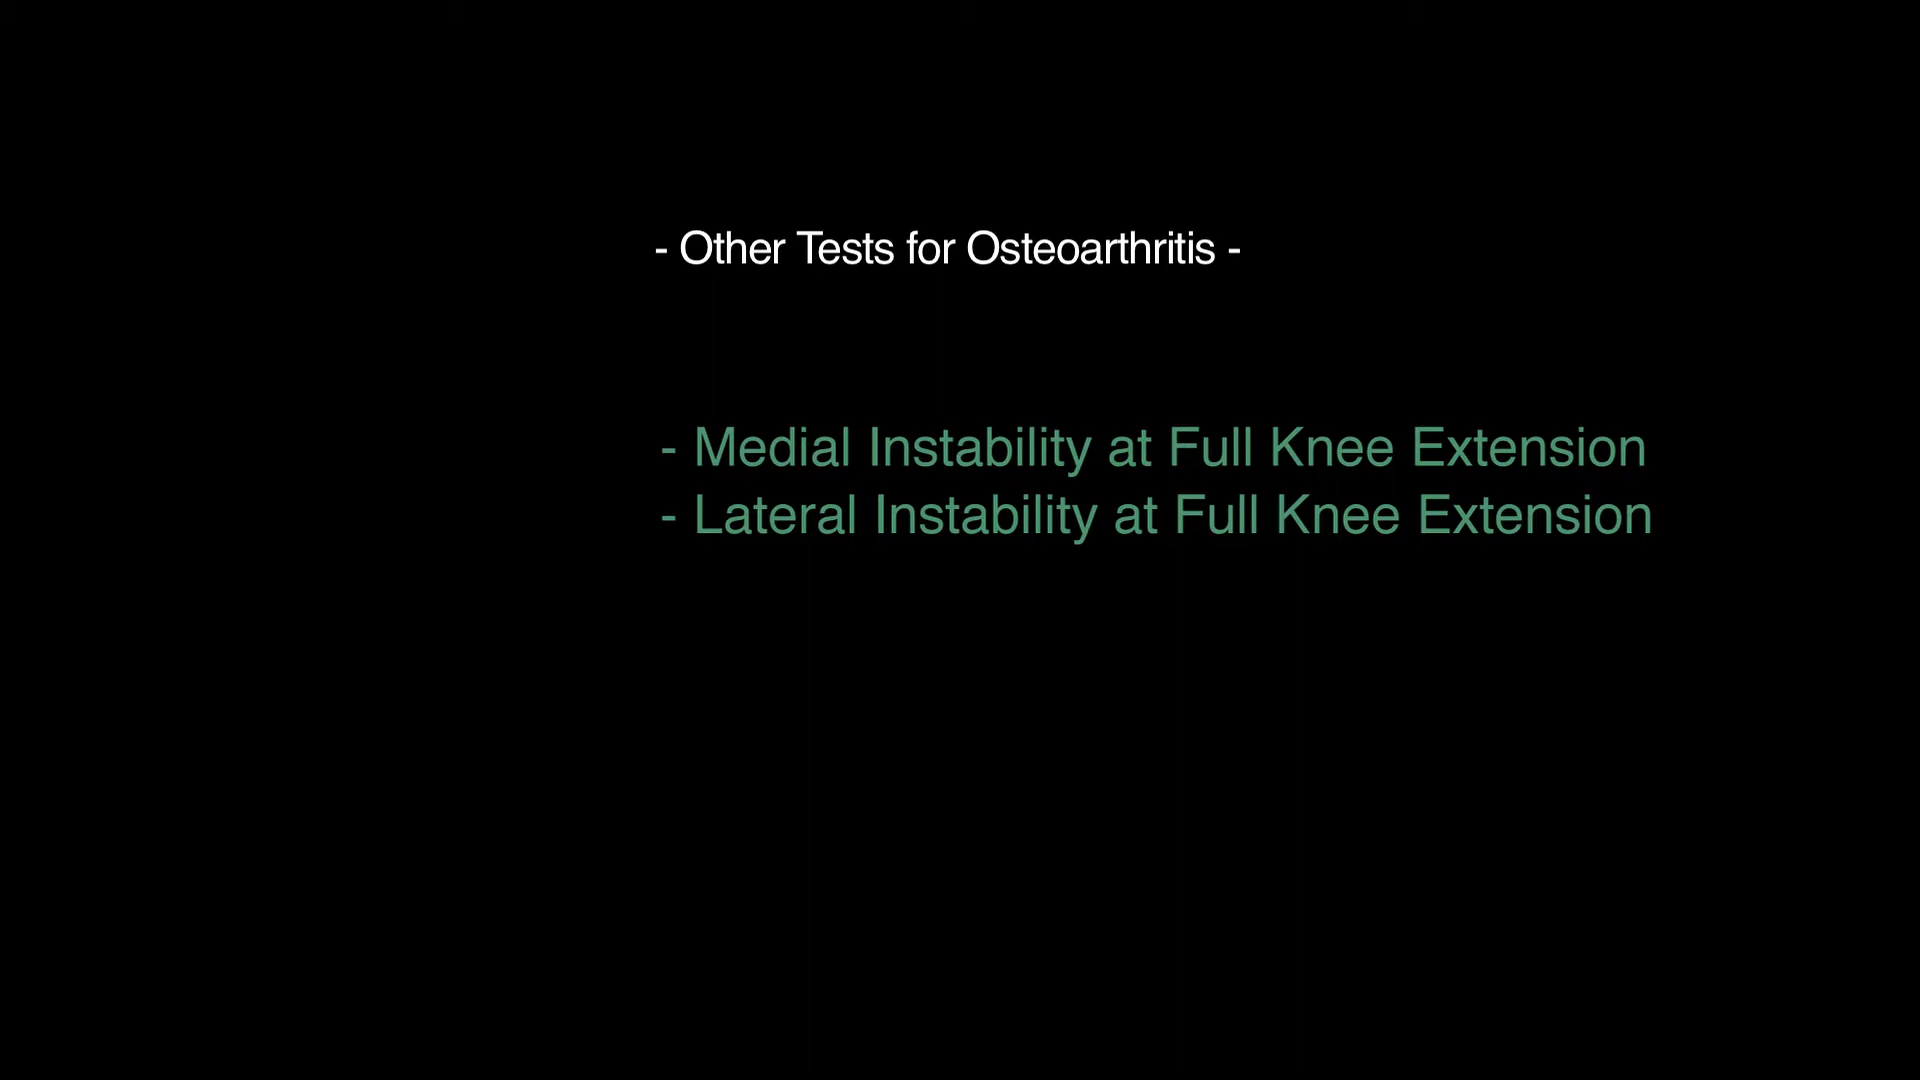 - Other Tests for Osteoarthritis -
- Medial Instability at Full Knee Extension
- Lateral Instability at Full Knee Extension